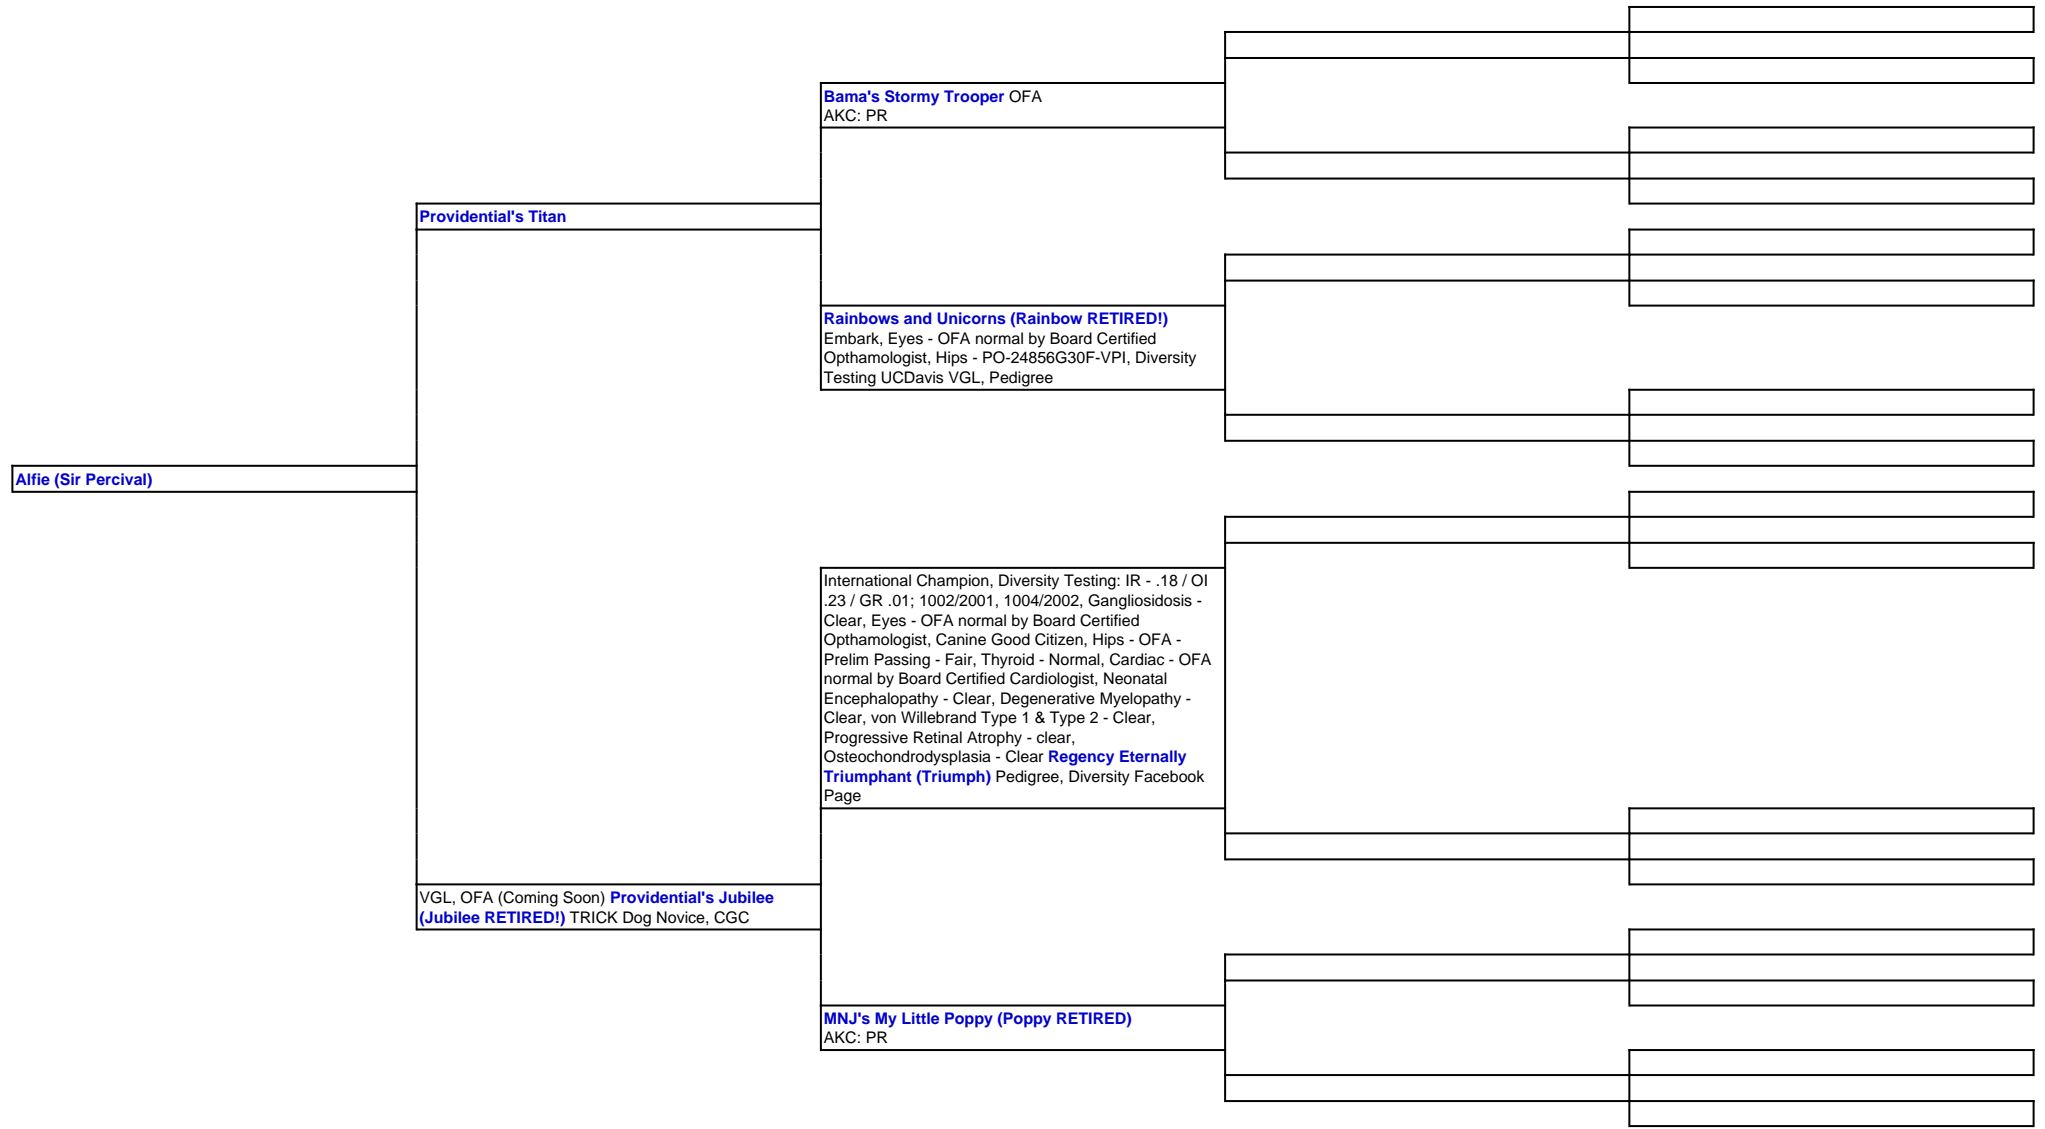 Bama's Stormy Trooper OFA
AKC: PR
Providential's Titan
Rainbows and Unicorns (Rainbow RETIRED!)
Embark, Eyes - OFA normal by Board Certified
Opthamologist, Hips - PO-24856G30F-VPI, Diversity
Testing UCDavis VGL, Pedigree
Alfie (Sir Percival)
International Champion, Diversity Testing: IR - .18 / OI
.23 / GR .01; 1002/2001, 1004/2002, Gangliosidosis -
Clear, Eyes - OFA normal by Board Certified
Opthamologist, Canine Good Citizen, Hips - OFA -
Prelim Passing - Fair, Thyroid - Normal, Cardiac - OFA
normal by Board Certified Cardiologist, Neonatal
Encephalopathy - Clear, Degenerative Myelopathy -
Clear, von Willebrand Type 1 & Type 2 - Clear,
Progressive Retinal Atrophy - clear,
Osteochondrodysplasia - Clear Regency Eternally
Triumphant (Triumph) Pedigree, Diversity Facebook
Page
VGL, OFA (Coming Soon) Providential's Jubilee
(Jubilee RETIRED!) TRICK Dog Novice, CGC
MNJ's My Little Poppy (Poppy RETIRED)
AKC: PR